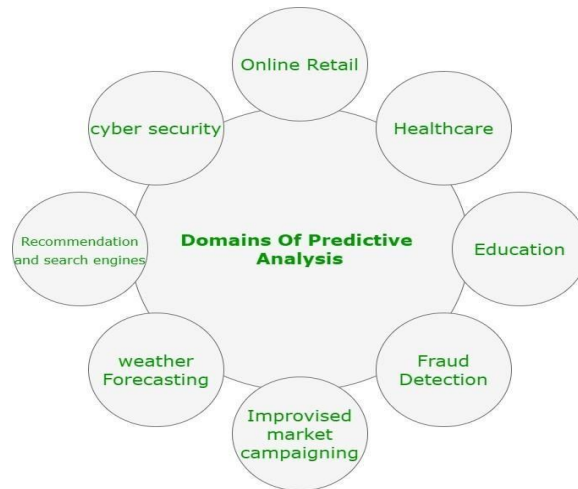 Online Retail
cyber security
Healthcare
Recommendation
and search engines
Domains Of Predictive
Analysis
Education
weather
Forecasting
Fraud
Detection
Improvised
market
campaigning